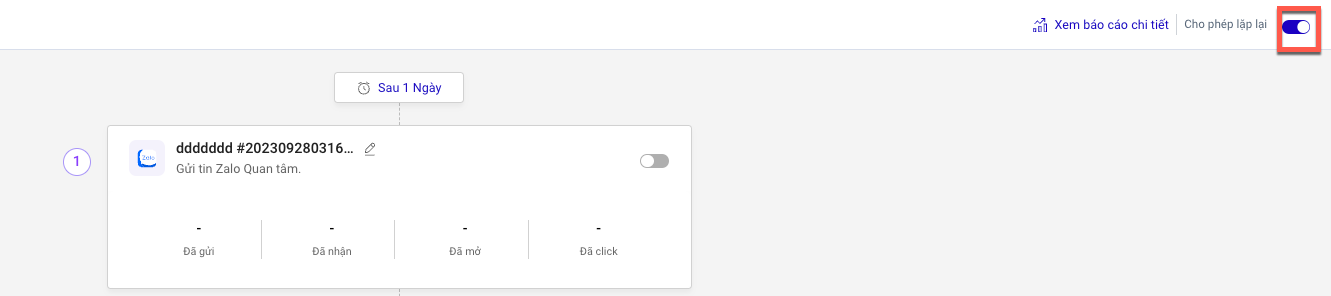 Xem báo cáo chi tiết
Cho phép lặp lại
Sau 1 Ngày
1
Zalo
ddddddd #202309280316...
Gửi tin Zalo Quan tâm.
- - - -
Đã gửi Đã nhận Đã mở Đã click